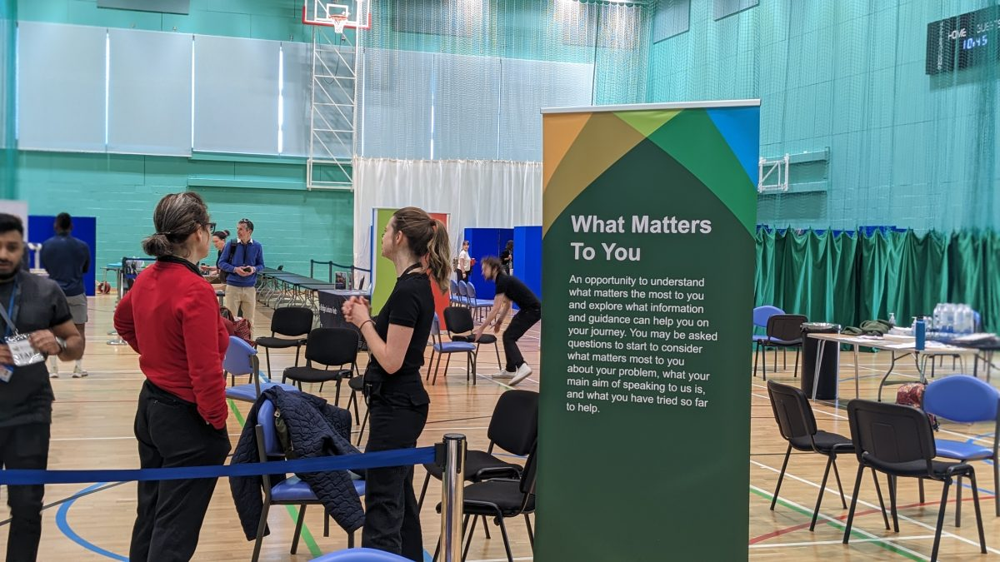 HOME
GUEST
10:45
What Matters
To You
An opportunity to understand
what matters the most to you
and explore what information
and guidance can help you on
your journey. You may be asked
questions to start to consider
what matters most to you
about your problem, what your
main aim of speaking to us is,
and what you have tried so far
to help.